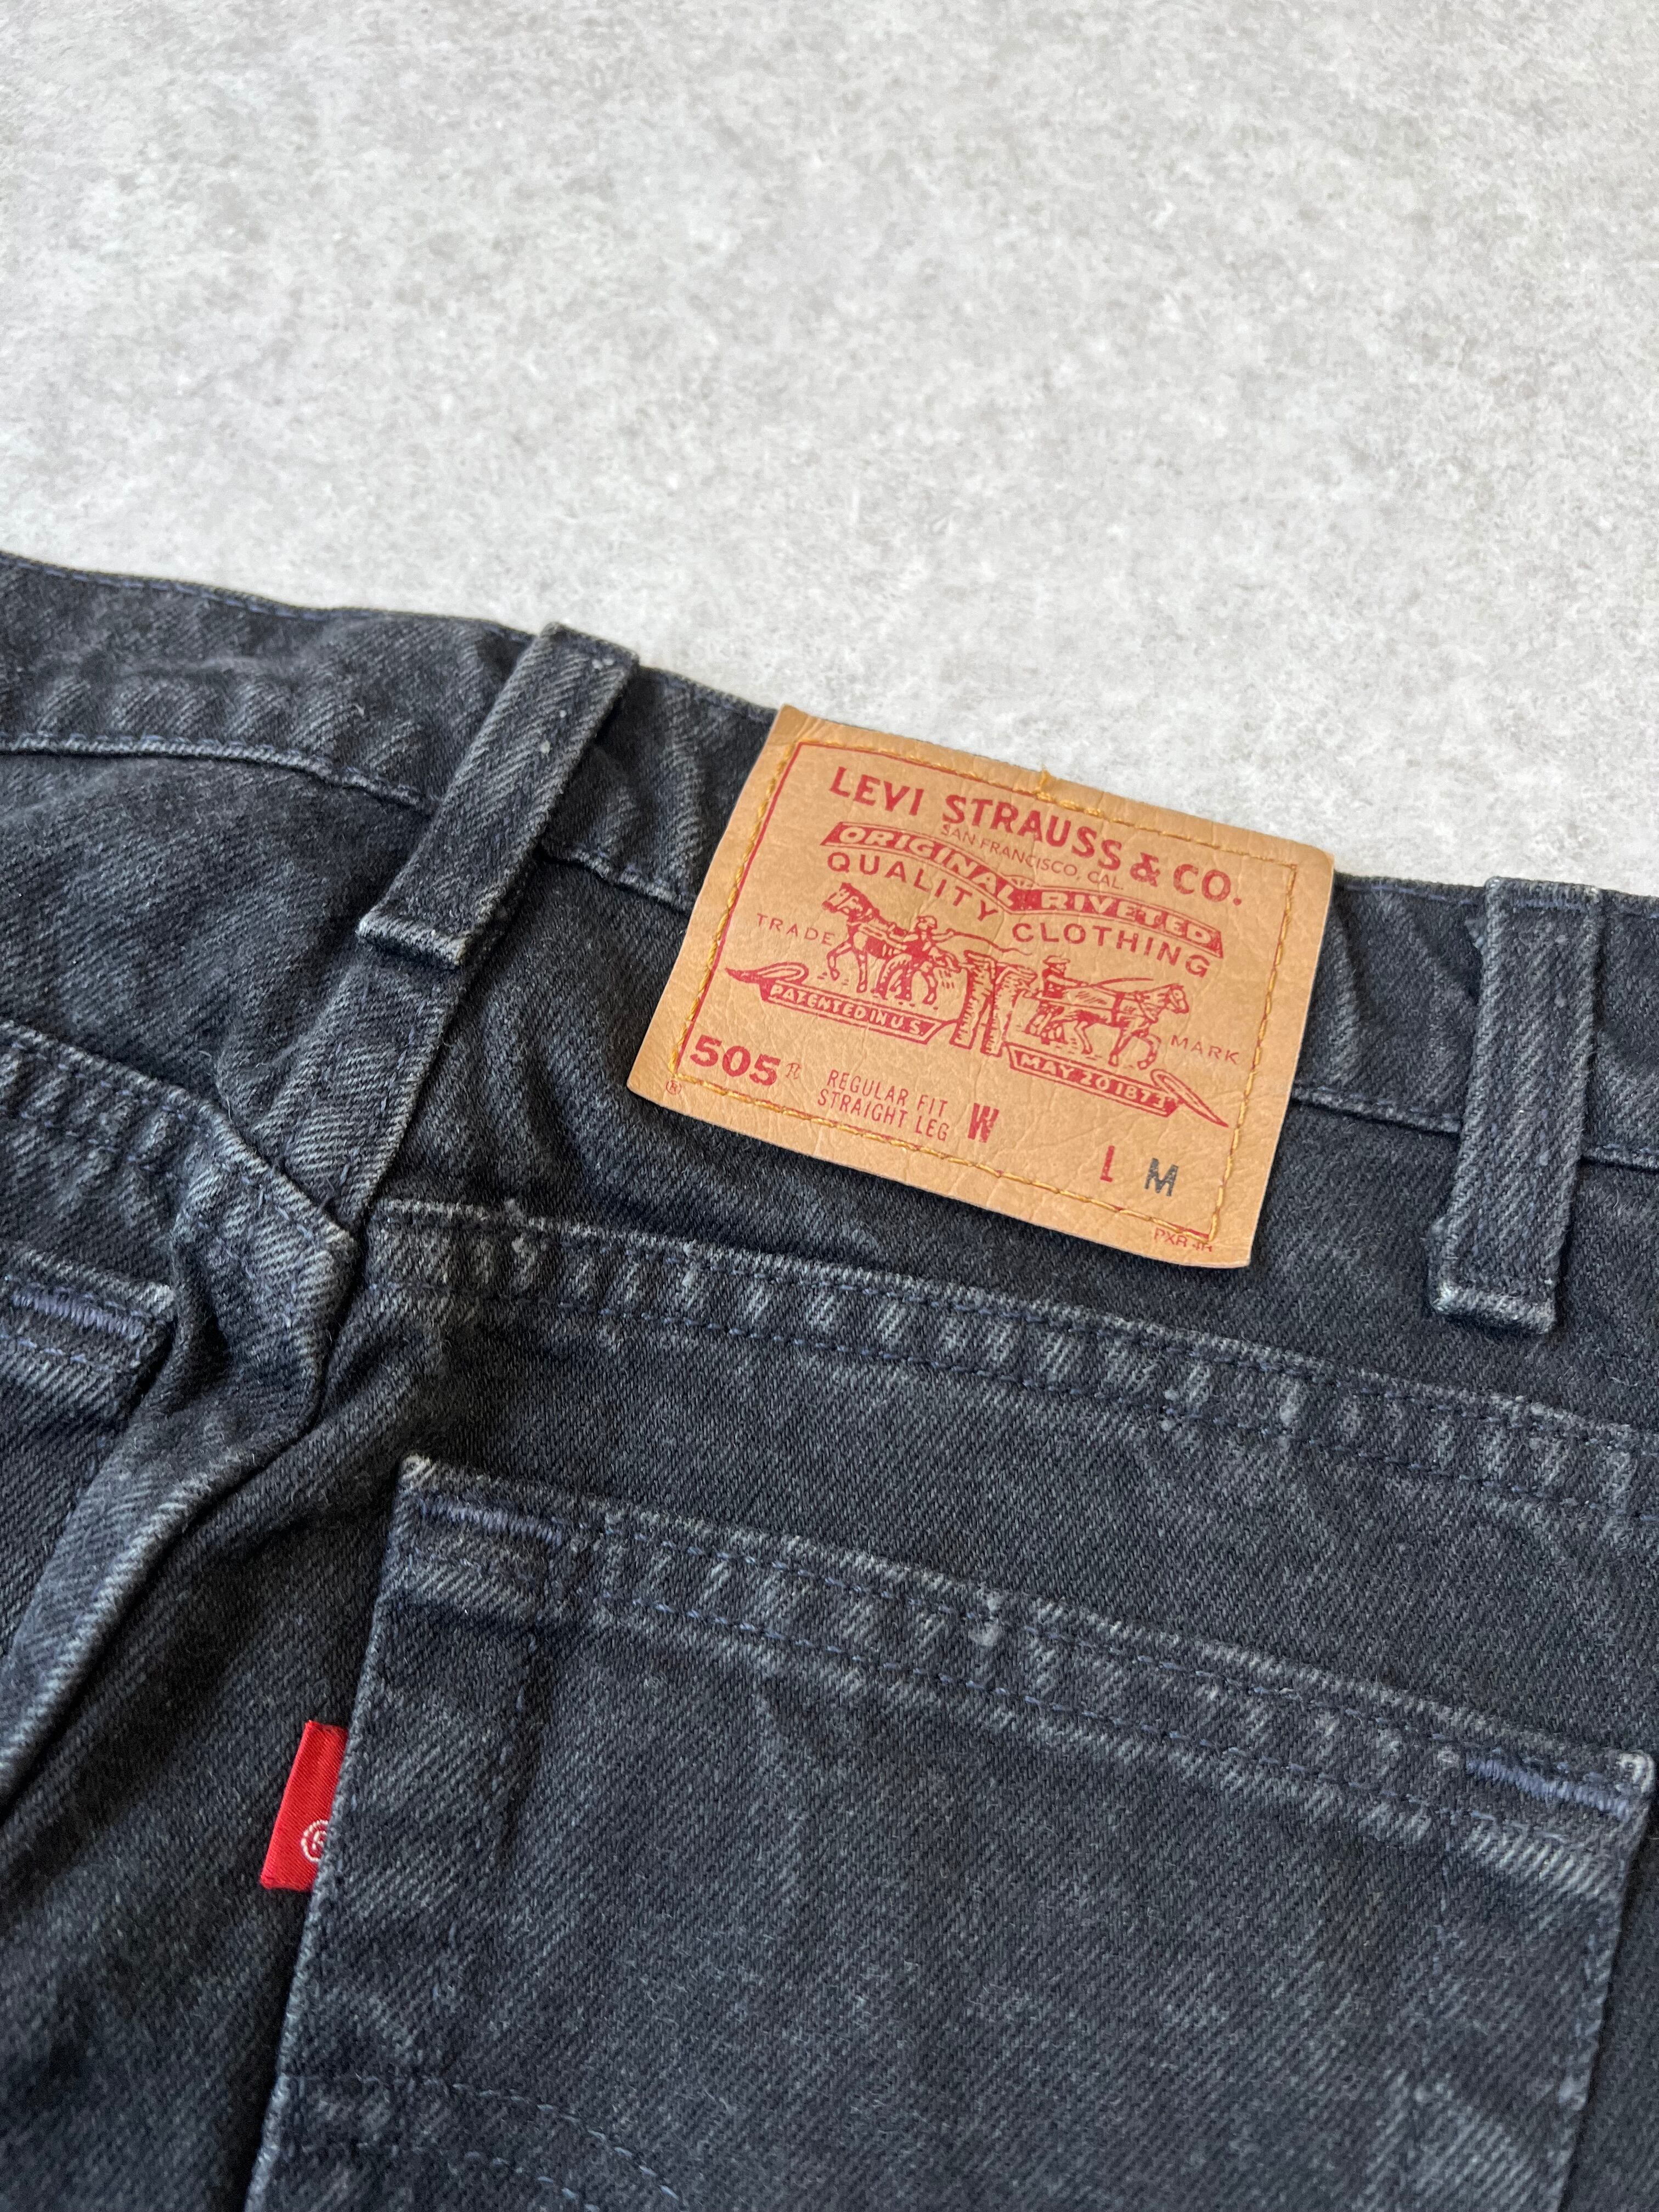 LEVI STRAUSS & CO.
SAN FRANCISCO, CAL.
ORIGINAL RIVETED
QUALITY CLOTHING
TRADE MARK
PATENTED IN U.S.
MAY 20 1873
505
REGULAR FIT
STRAIGHT LEG
W L M
®
®